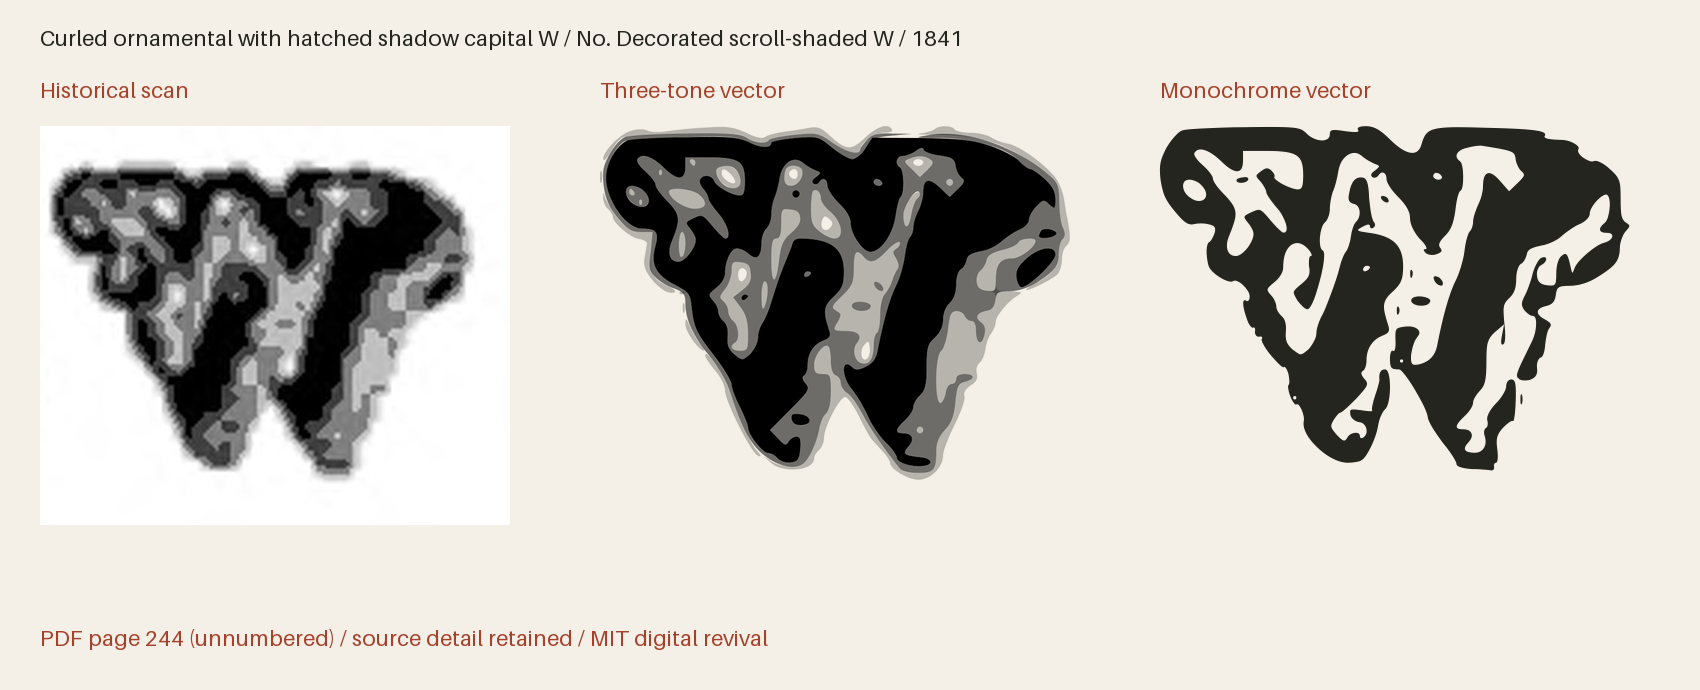 Curled ornamental with hatched shadow capital W / No. Decorated scroll-shaded W / 1841
Historical scan
Three-tone vector
Monochrome vector
W
W
W
PDF page 244 (unnumbered) / source detail retained / MIT digital revival